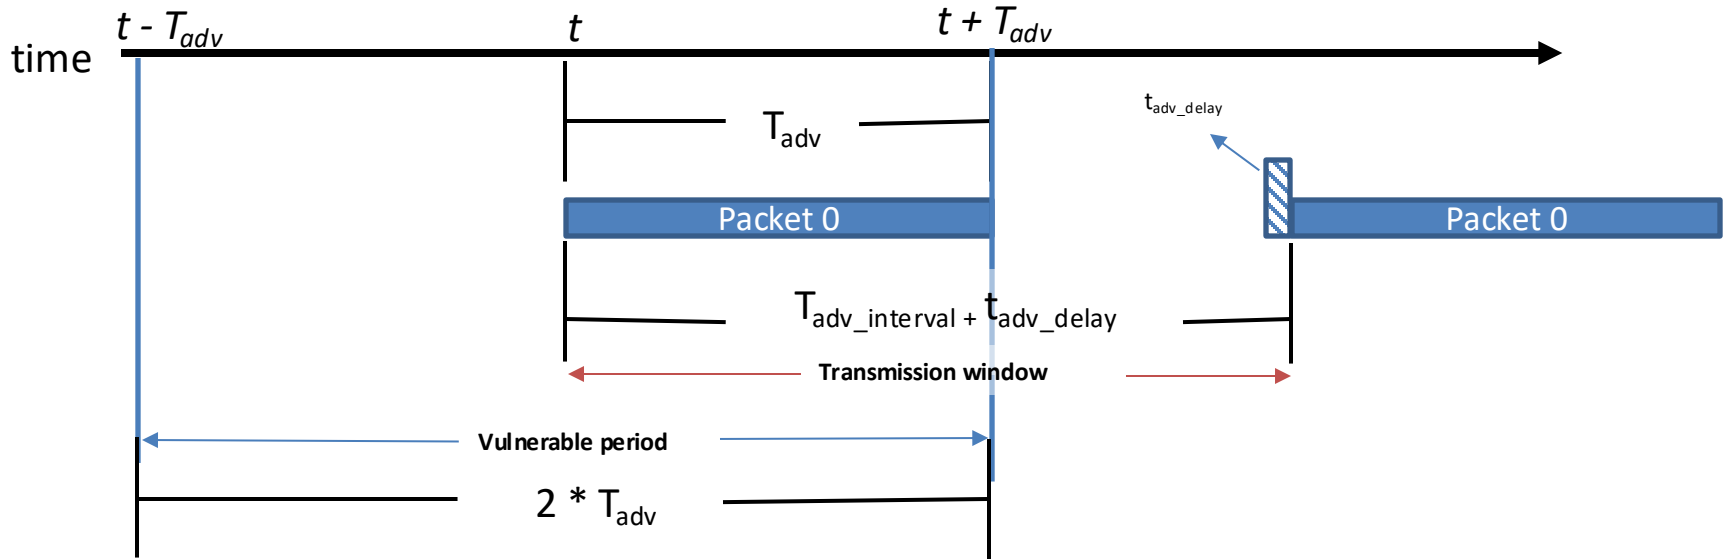 t - Tadv
t
t + Tadv
time
tadv_delay
Tadv
Packet 0
Packet 0
Tadv_interval + tadv_delay
Transmission window
Vulnerable period
2 * Tadv